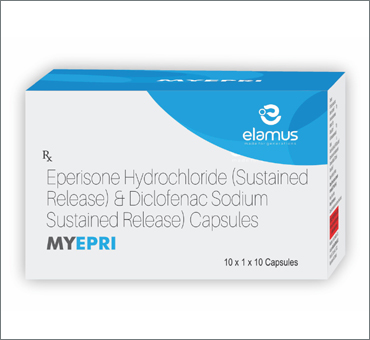 MYEPRI
elamus
Rx
Eperisone Hydrochloride (Sustained
Release) & Diclofenac Sodium
Sustained Release) Capsules
MYEPRI
10 x 1 x 10 Capsules